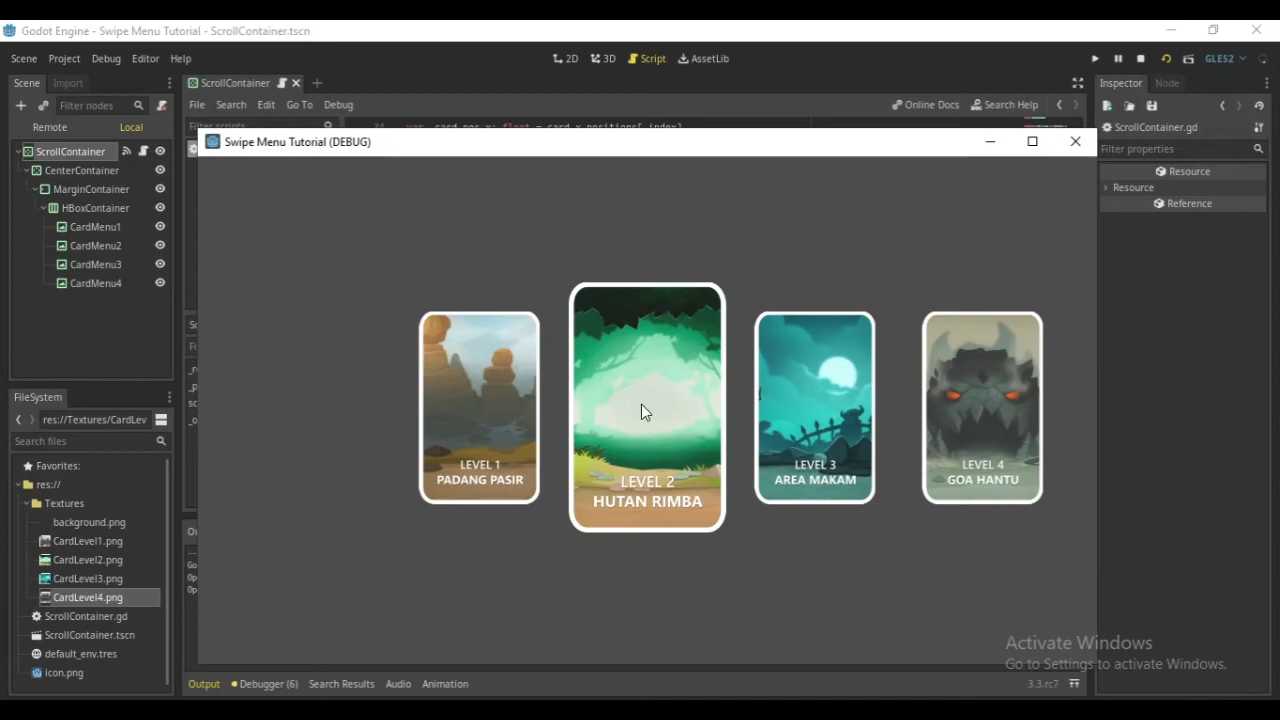 Godot Engine - Swipe Menu Tutorial - ScrollContainer.tscn
Scene Project Debug Editor Help
2D 3D Script AssetLib
GLES2
Scene Import
ScrollContainer
Inspector Node
Filter nodes
File Search Edit Go To Debug
Online Docs Search Help
Remote Local
Filter scripts
ScrollContainer.gd
Filter properties
Swipe Menu Tutorial (DEBUG)
ScrollContainer
CenterContainer
MarginContainer
HBoxContainer
CardMenu1
CardMenu2
CardMenu3
CardMenu4
Resource
Resource
Reference
LEVEL 1
PADANG PASIR
LEVEL 2
HUTAN RIMBA
LEVEL 3
AREA MAKAM
LEVEL 4
GOA HANTU
FileSystem
res://Textures/CardLev
Search files
Favorites:
res://
Textures
background.png
CardLevel1.png
CardLevel2.png
CardLevel3.png
CardLevel4.png
ScrollContainer.gd
ScrollContainer.tscn
default_env.tres
icon.png
Activate Windows
Go to Settings to activate Windows.
Output Debugger (6) Search Results Audio Animation
3.3.rc7